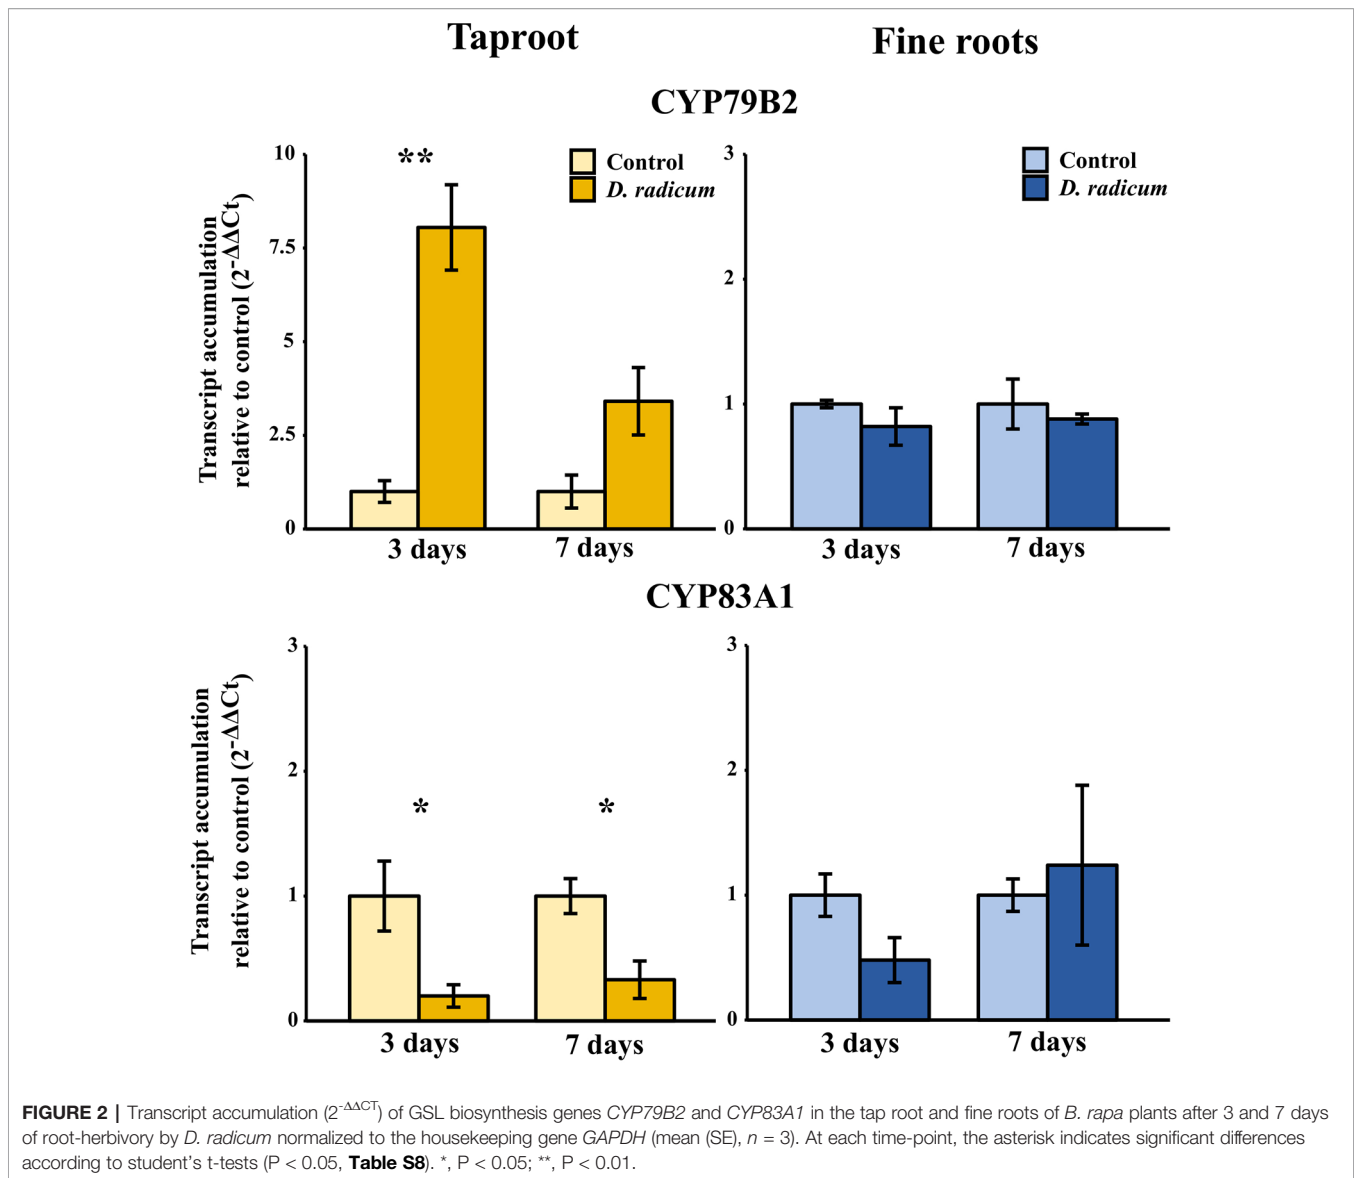 Taproot
Fine roots
CYP79B2
Transcript accumulation
relative to control (2-ΔΔCt)
10
7.5
5
2.5
0
**
Control
D. radicum
3 days
7 days
3
2
1
0
Control
D. radicum
3 days
7 days
CYP83A1
Transcript accumulation
relative to control (2-ΔΔCt)
3
2
1
0
*
*
3 days
7 days
3
2
1
0
3 days
7 days
FIGURE 2 | Transcript accumulation (2-ΔΔCT) of GSL biosynthesis genes CYP79B2 and CYP83A1 in the tap root and fine roots of B. rapa plants after 3 and 7 days
of root-herbivory by D. radicum normalized to the housekeeping gene GAPDH (mean (SE), n = 3). At each time-point, the asterisk indicates significant differences
according to student's t-tests (P < 0.05, Table S8). *, P < 0.05; **, P < 0.01.